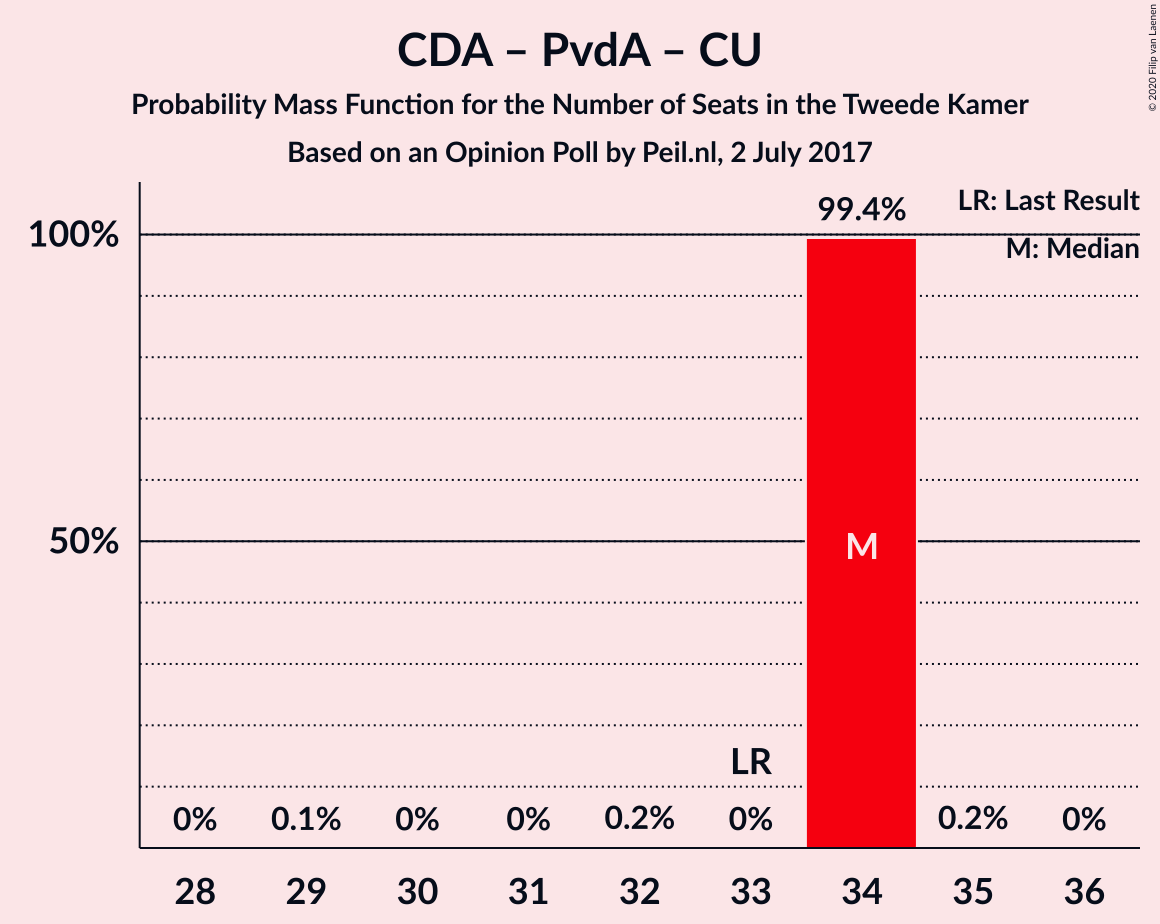 CDA – PvdA – CU
Probability Mass Function for the Number of Seats in the Tweede Kamer
Based on an Opinion Poll by Peil.nl, 2 July 2017
© 2020 Filip van Laenen
LR: Last Result
M: Median
99.4%
100%
50%
M
LR
0% 0.1% 0% 0% 0.2% 0% 0.2% 0%
28 29 30 31 32 33 34 35 36